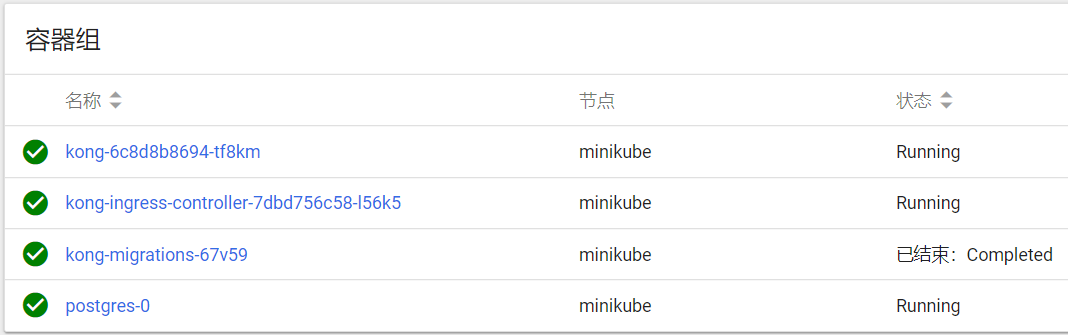 容器组
名称 节点 状态
kong-6c8d8b8694-tf8km minikube Running
kong-ingress-controller-7dbd756c58-l56k5 minikube Running
kong-migrations-67v59 minikube 已结束：Completed
postgres-0 minikube Running